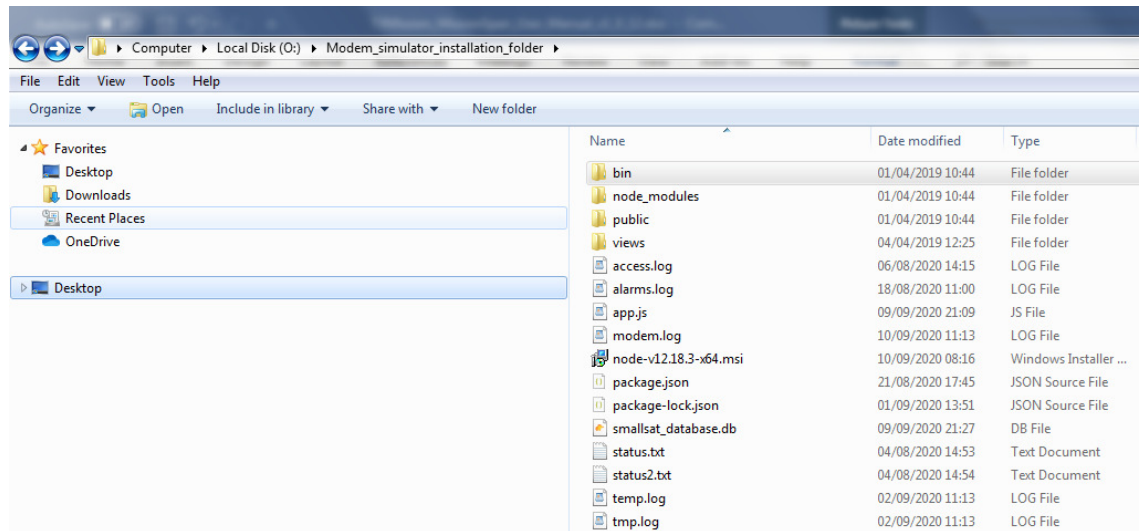 Computer ▸ Local Disk (O:) ▸ Modem_simulator_installation_folder ▸
File Edit View Tools Help
Organize Open Include in library Share with New folder
Favorites
Desktop
Downloads
Recent Places
OneDrive
Desktop
Name Date modified Type
bin 01/04/2019 10:44 File folder
node_modules 01/04/2019 10:44 File folder
public 01/04/2019 10:44 File folder
views 04/04/2019 12:25 File folder
access.log 06/08/2020 14:15 LOG File
alarms.log 18/08/2020 11:00 LOG File
app.js 09/09/2020 21:09 JS File
modem.log 10/09/2020 11:13 LOG File
node-v12.18.3-x64.msi 10/09/2020 08:16 Windows Installer ...
package.json 21/08/2020 17:45 JSON Source File
package-lock.json 01/09/2020 13:51 JSON Source File
smallsat_database.db 09/09/2020 21:27 DB File
status.txt 04/08/2020 14:53 Text Document
status2.txt 04/08/2020 14:54 Text Document
temp.log 02/09/2020 11:13 LOG File
tmp.log 02/09/2020 11:13 LOG File